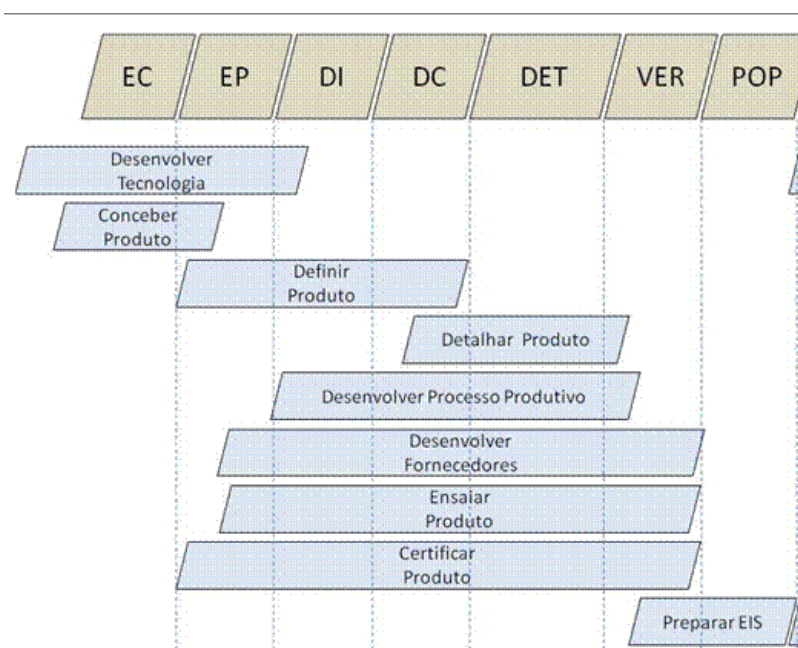 EC EP DI DC DET VER POP
Desenvolver
Tecnologia
Conceber
Produto
Definir
Produto
Detalhar Produto
Desenvolver Processo Produtivo
Desenvolver
Fornecedores
Ensaiar
Produto
Certificar
Produto
Preparar EIS